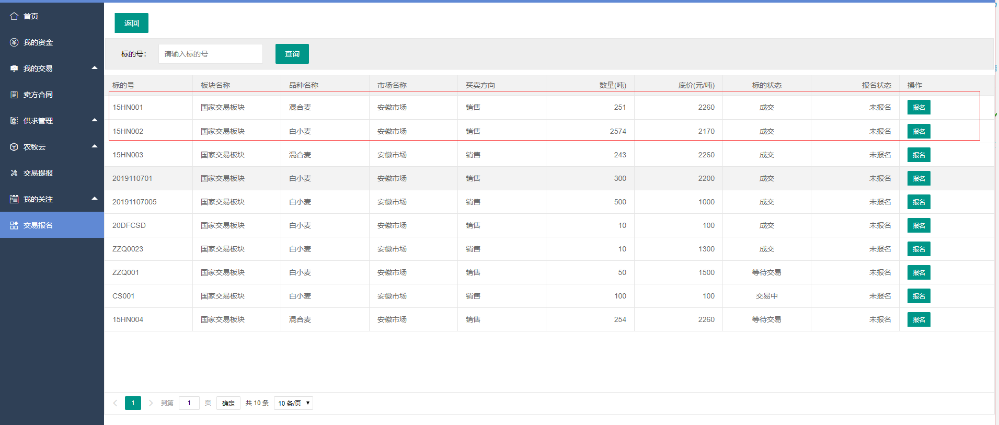 首页
我的资金
我的交易
卖方合同
供求管理
农牧云
交易提报
我的关注
交易报名
返回
标的号: 请输入标的号 查询
标的号 板块名称 品种名称 市场名称 买卖方向 数量(吨) 底价(元/吨) 标的状态 报名状态 操作
15HN001 国家交易板块 混合麦 安徽市场 销售 251 2260 成交 未报名 报名
15HN002 国家交易板块 白小麦 安徽市场 销售 2574 2170 成交 未报名 报名
15HN003 国家交易板块 混合麦 安徽市场 销售 243 2260 成交 未报名 报名
2019110701 国家交易板块 白小麦 安徽市场 销售 300 2200 成交 未报名 报名
20191107005 国家交易板块 白小麦 安徽市场 销售 500 1000 成交 未报名 报名
20DFCSD 国家交易板块 白小麦 安徽市场 销售 10 100 成交 未报名 报名
ZZQ0023 国家交易板块 白小麦 安徽市场 销售 10 1300 成交 未报名 报名
ZZQ001 国家交易板块 白小麦 安徽市场 销售 50 1500 等待交易 未报名 报名
CS001 国家交易板块 白小麦 安徽市场 销售 100 100 交易中 未报名 报名
15HN004 国家交易板块 混合麦 安徽市场 销售 254 2260 等待交易 未报名 报名
1 到第 1 页 确定 共 10 条 10 条/页